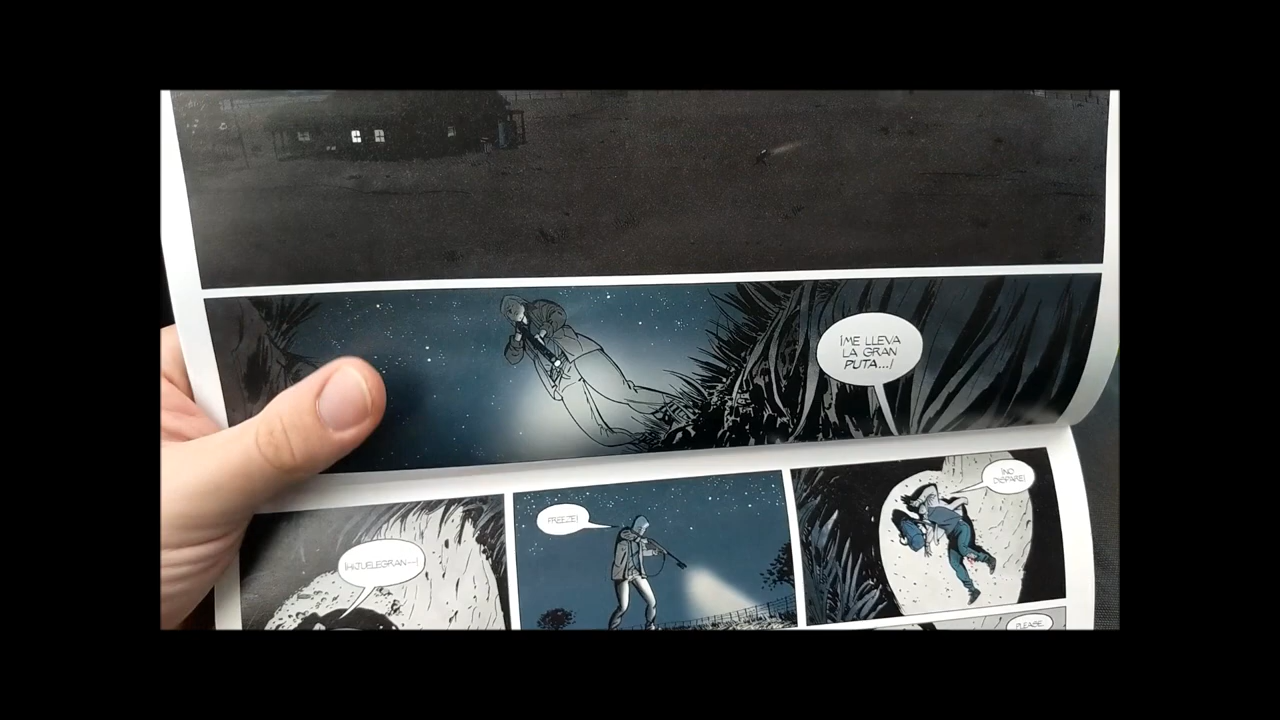 ¡ME LLEVA
LA GRAN
PUTA...!
¡HIJUELEGRAN—!
FREEZE!
¡NO
DISPARE!
PLEASE,